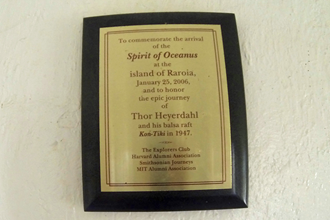 To commemorate the arrival
of the
Spirit of Oceanus
at the
island of Raroia,
January 25, 2006,
and to honor
the epic journey
of
Thor Heyerdahl
and his balsa raft
Kon-Tiki in 1947.
The Explorers Club
Harvard Alumni Association
Smithsonian Journeys
MIT Alumni Association